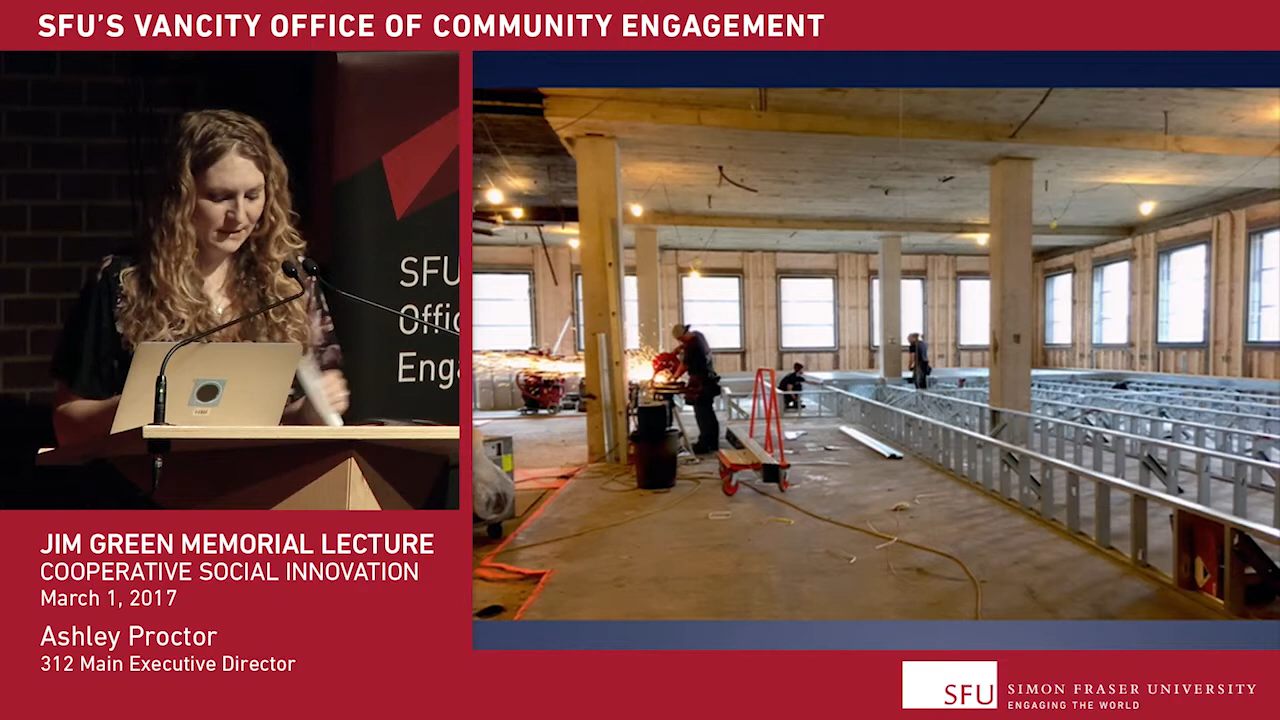 SFU'S VANCITY OFFICE OF COMMUNITY ENGAGEMENT
SFU
Offic
Enga
JIM GREEN MEMORIAL LECTURE
COOPERATIVE SOCIAL INNOVATION
March 1, 2017
Ashley Proctor
312 Main Executive Director
SFU
SIMON FRASER UNIVERSITY
ENGAGING THE WORLD